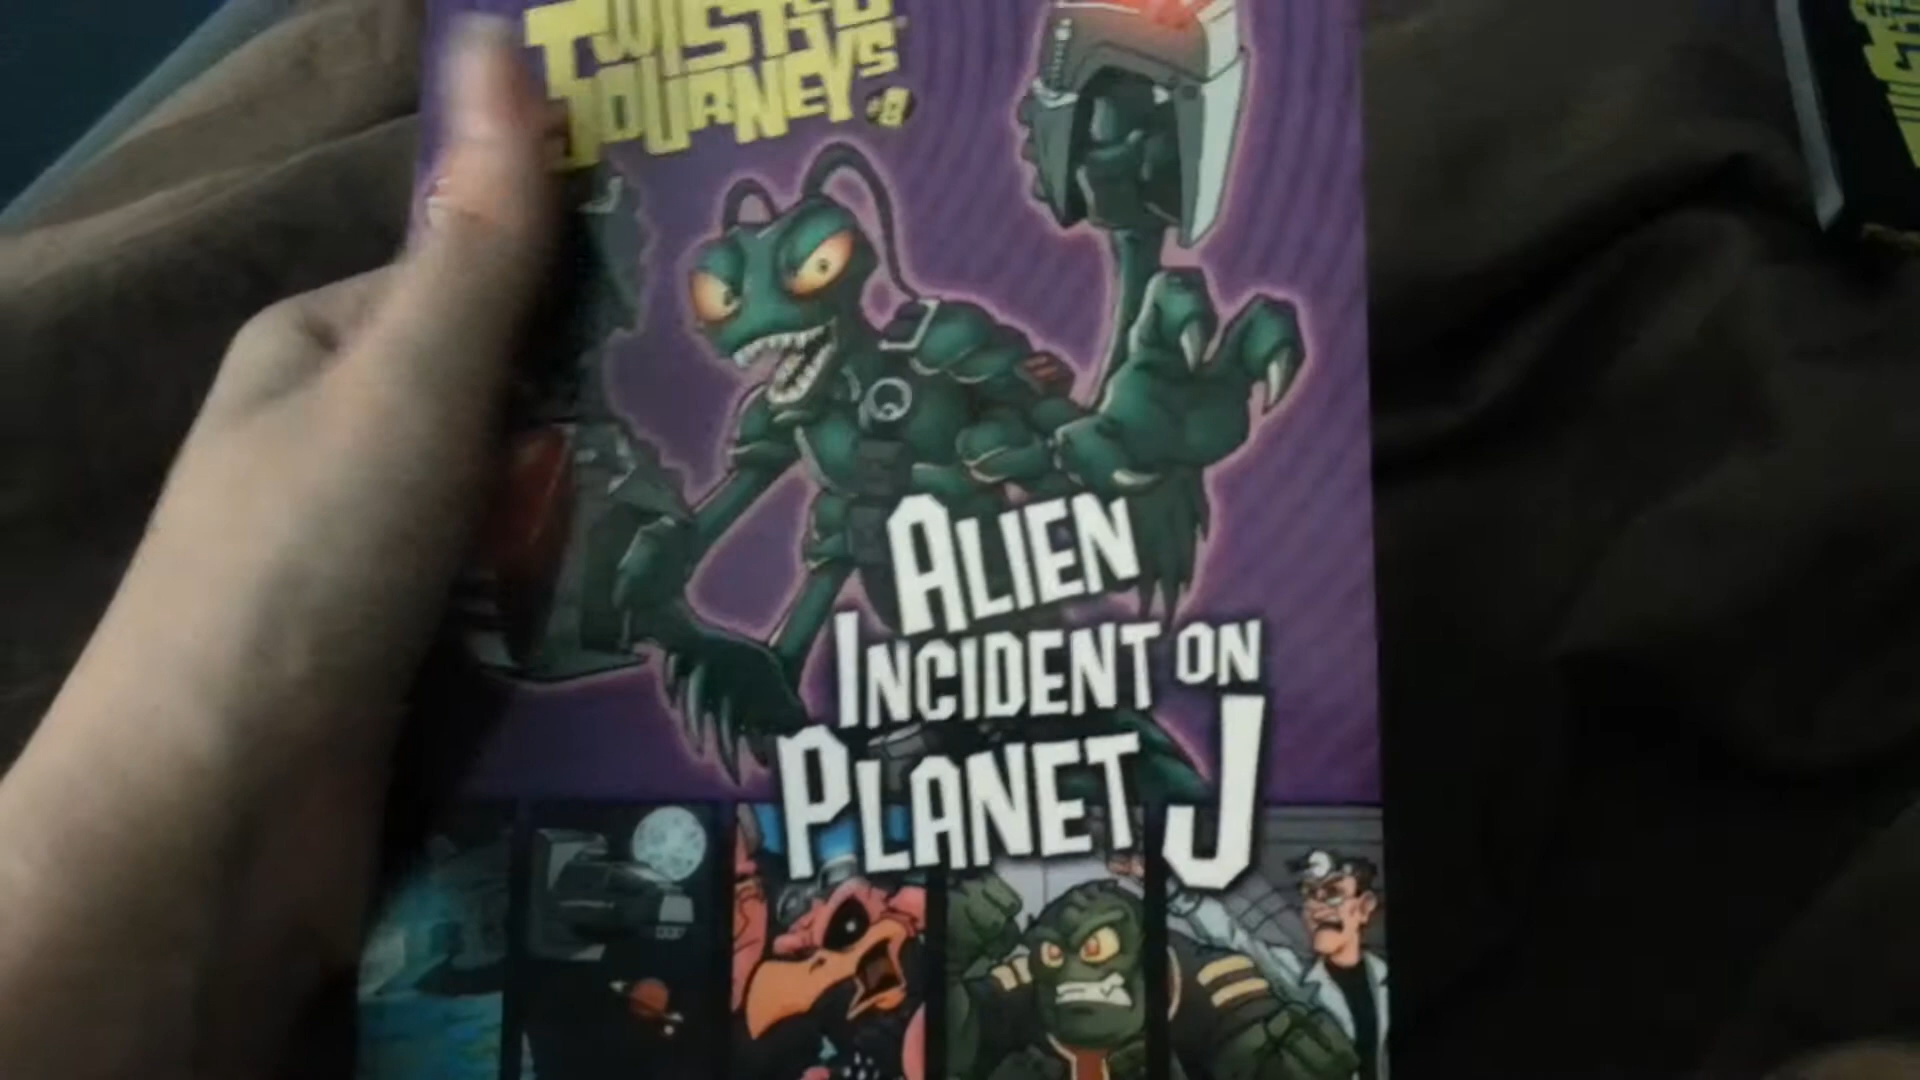 TWISTED
JOURNEYS
#8
ALIEN
INCIDENT ON
PLANET J